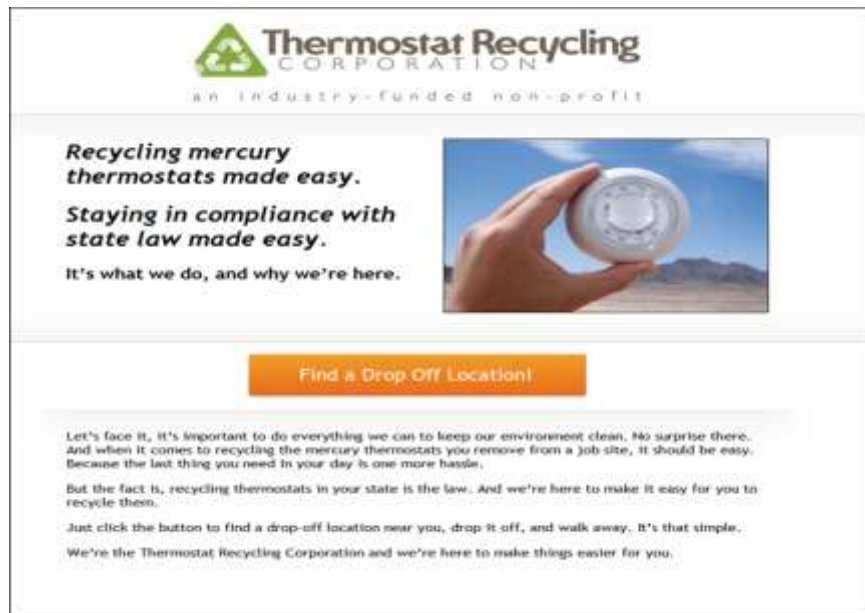 Thermostat Recycling
CORPORATION
an industry-funded non-profit
Recycling mercury
thermostats made easy.
Staying in compliance with
state law made easy.
It's what we do, and why we're here.
Find a Drop Off Location!
Let's face it, it's important to do everything we can to keep our environment clean. No surprise there.
And when it comes to recycling the mercury thermostats you remove from a job site, it should be easy.
Because the last thing you need in your day is one more hassle.
But the fact is, recycling thermostats in your state is the law. And we're here to make it easy for you to
recycle them.
Just click the button to find a drop-off location near you, drop it off, and walk away. It's that simple.
We're the Thermostat Recycling Corporation and we're here to make things easier for you.